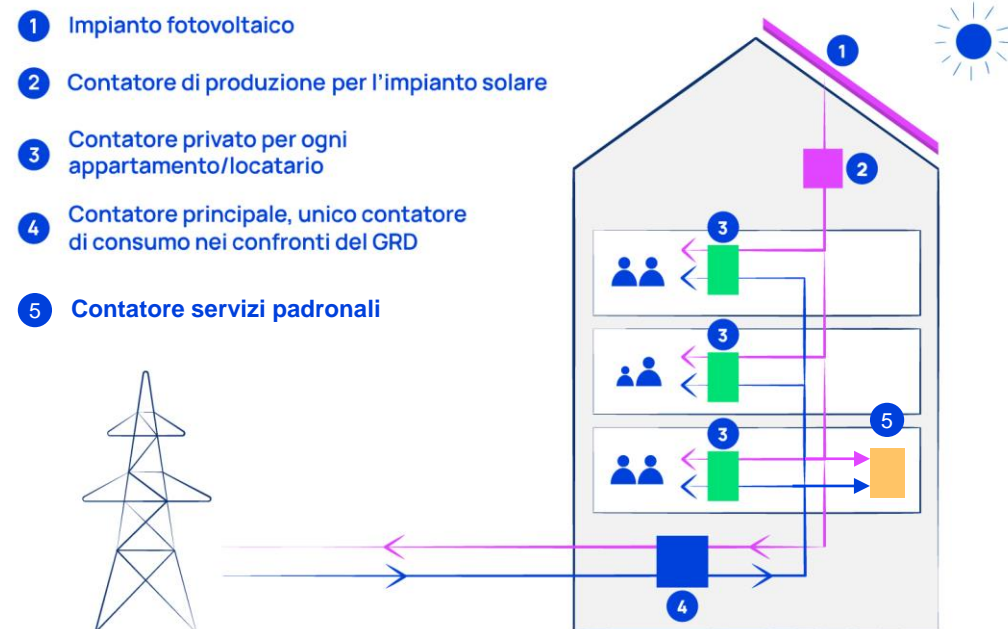 1 Impianto fotovoltaico
2 Contatore di produzione per l'impianto solare
3 Contatore privato per ogni
appartamento/locatario
4 Contatore principale, unico contatore
di consumo nei confronti del GRD
5 Contatore servizi padronali
1
2
3
3
3
5
4